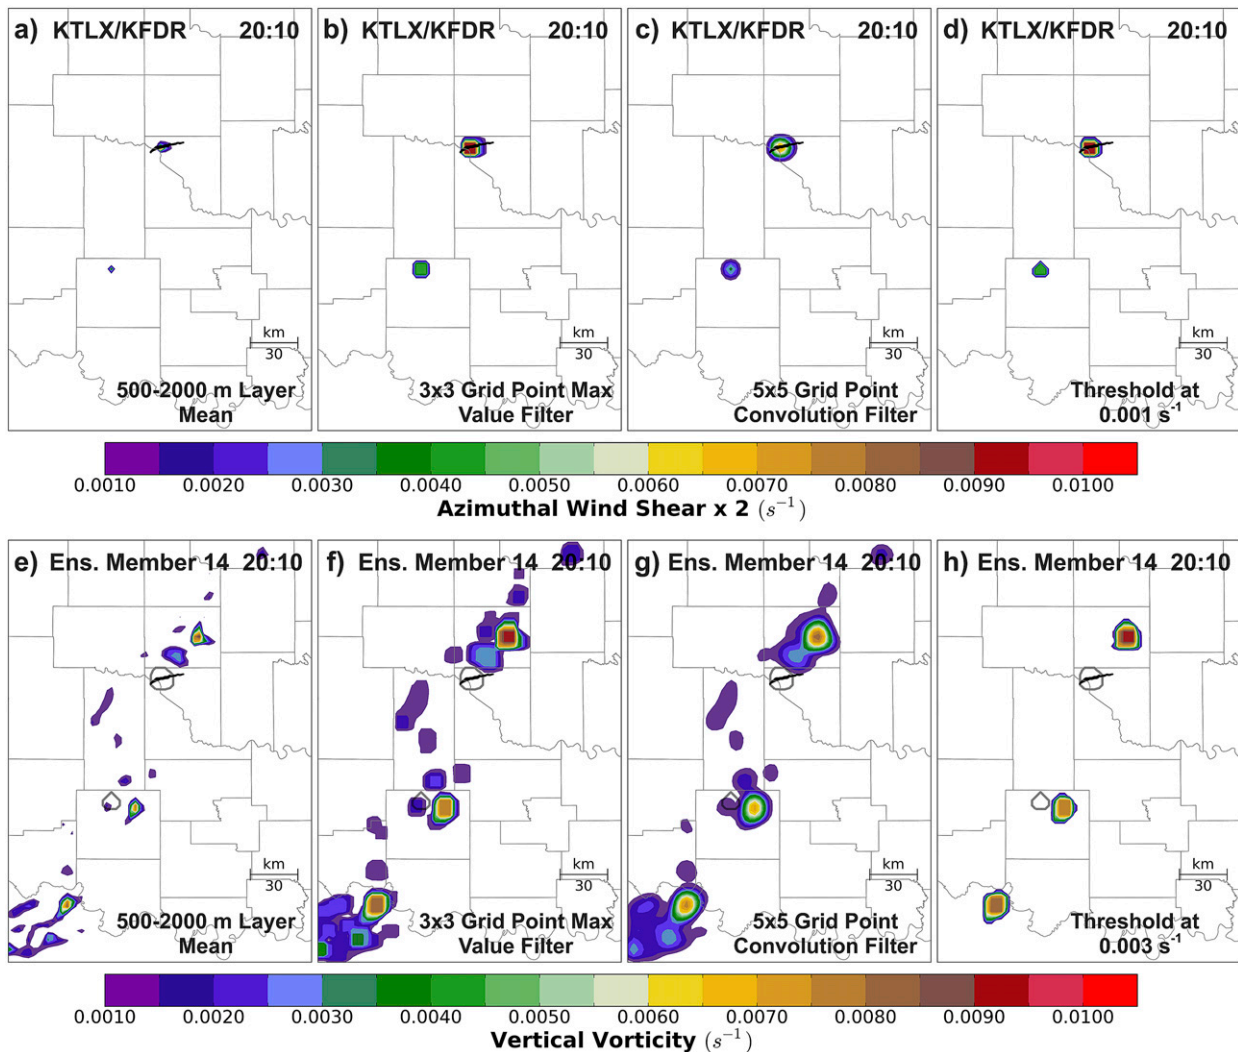 a) KTLX/KFDR 20:10
b) KTLX/KFDR 20:10
c) KTLX/KFDR 20:10
d) KTLX/KFDR 20:10
km
30
km
30
km
30
km
30
500-2000 m Layer
Mean
3x3 Grid Point Max
Value Filter
5x5 Grid Point
Convolution Filter
Threshold at
0.001 s⁻¹
0.0010 0.0020 0.0030 0.0040 0.0050 0.0060 0.0070 0.0080 0.0090 0.0100
Azimuthal Wind Shear x 2 (s⁻¹)
e) Ens. Member 14 20:10
f) Ens. Member 14 20:10
g) Ens. Member 14 20:10
h) Ens. Member 14 20:10
km
30
km
30
km
30
km
30
500-2000 m Layer
Mean
3x3 Grid Point Max
Value Filter
5x5 Grid Point
Convolution Filter
Threshold at
0.003 s⁻¹
0.0010 0.0020 0.0030 0.0040 0.0050 0.0060 0.0070 0.0080 0.0090 0.0100
Vertical Vorticity (s⁻¹)